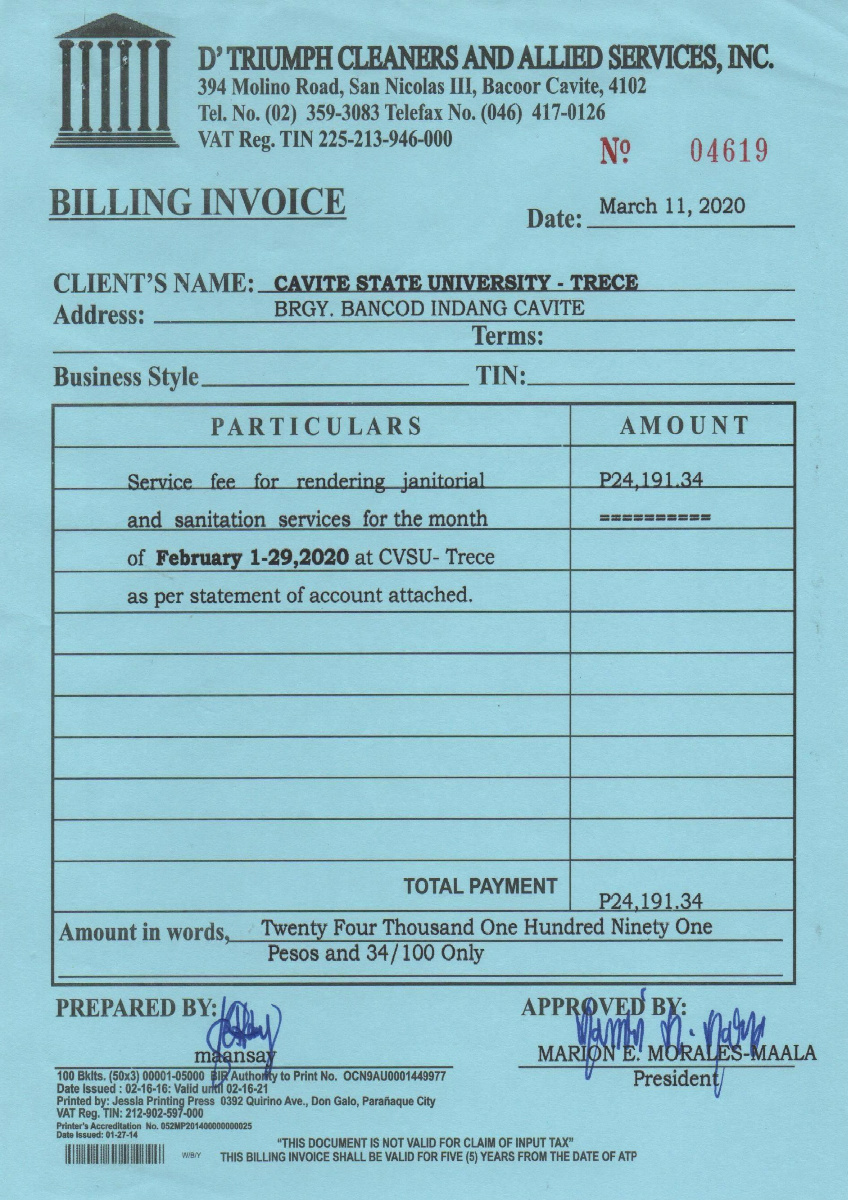 D' TRIUMPH CLEANERS AND ALLIED SERVICES, INC.
394 Molino Road, San Nicolas III, Bacoor Cavite, 4102
Tel. No. (02) 359-3083 Telefax No. (046) 417-0126
VAT Reg. TIN 225-213-946-000
Nº 04619
BILLING INVOICE
Date: March 11, 2020
CLIENT'S NAME: CAVITE STATE UNIVERSITY - TRECE
Address: BRGY. BANCOD INDANG CAVITE
Terms:
Business Style TIN:
PARTICULARS AMOUNT
Service fee for rendering janitorial P24,191.34
and sanitation services for the month ==========
of February 1-29,2020 at CVSU- Trece
as per statement of account attached.
TOTAL PAYMENT P24,191.34
Amount in words, Twenty Four Thousand One Hundred Ninety One
Pesos and 34/100 Only
PREPARED BY: APPROVED BY:
maansay MARION E. MORALES-MAALA
President
100 Bklts. (50x3) 00001-05000 BIR Authority to Print No. OCN9AU0001449977
Date Issued : 02-16-16: Valid until 02-16-21
Printed by: Jessia Printing Press 0392 Quirino Ave., Don Galo, Parañaque City
VAT Reg. TIN: 212-902-597-000
Printer's Accreditation No. 052MP201400000000025
Date Issued: 01-27-14
W/B/Y
"THIS DOCUMENT IS NOT VALID FOR CLAIM OF INPUT TAX"
THIS BILLING INVOICE SHALL BE VALID FOR FIVE (5) YEARS FROM THE DATE OF ATP